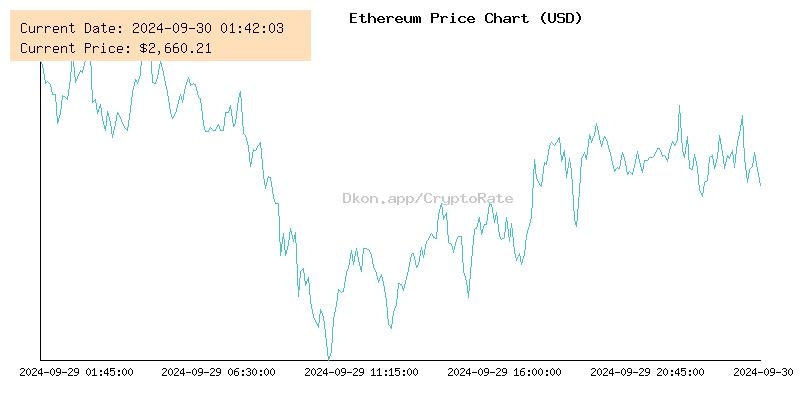 Ethereum Price Chart (USD)
Current Date: 2024-09-30 01:42:03
Current Price: $2,660.21
Dkon.app/CryptoRate
2024-09-29 01:45:00 2024-09-29 06:30:00 2024-09-29 11:15:00 2024-09-29 16:00:00 2024-09-29 20:45:00 2024-09-30